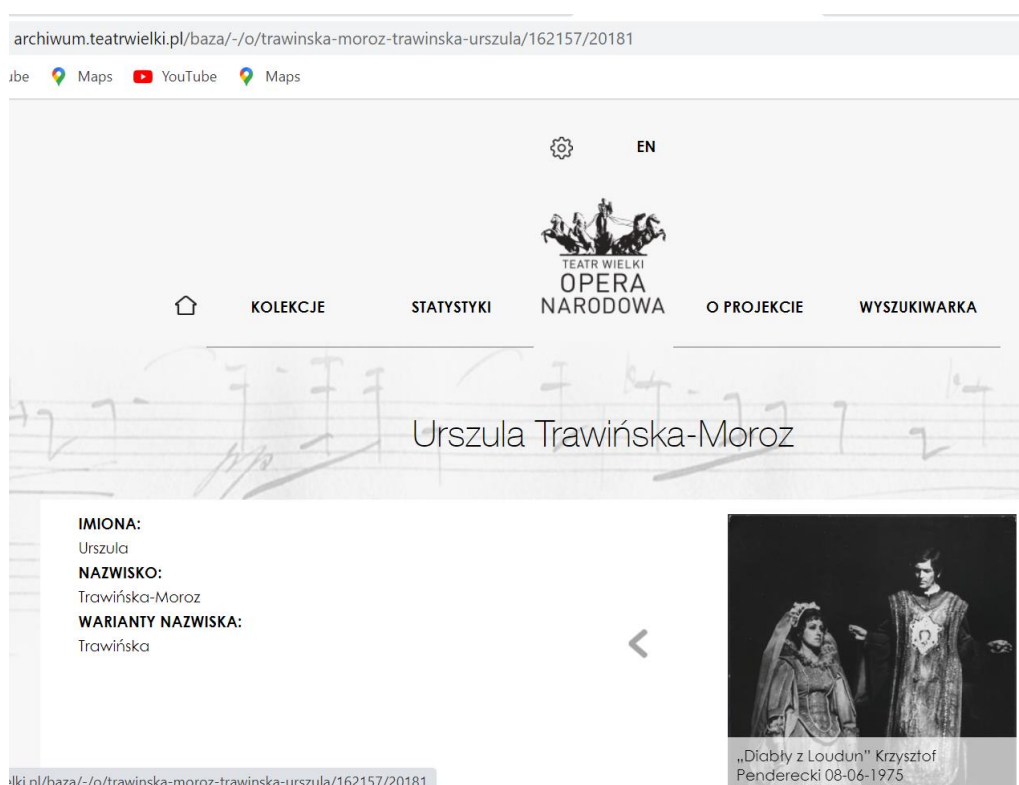 archiwum.teatrwielki.pl/baza/-/o/trawinska-moroz-trawinska-urszula/162157/20181
Maps YouTube Maps
EN
TEATR WIELKI
OPERA
NARODOWA
KOLEKCJE STATYSTYKI O PROJEKCIE WYSZUKIWARKA
Urszula Trawińska-Moroz
IMIONA:
Urszula
NAZWISKO:
Trawińska-Moroz
WARIANTY NAZWISKA:
Trawińska
„Diabły z Loudun” Krzysztof
Penderecki 08-06-1975
elki.pl/baza/-/o/trawinska-moroz-trawinska-urszula/162157/20181